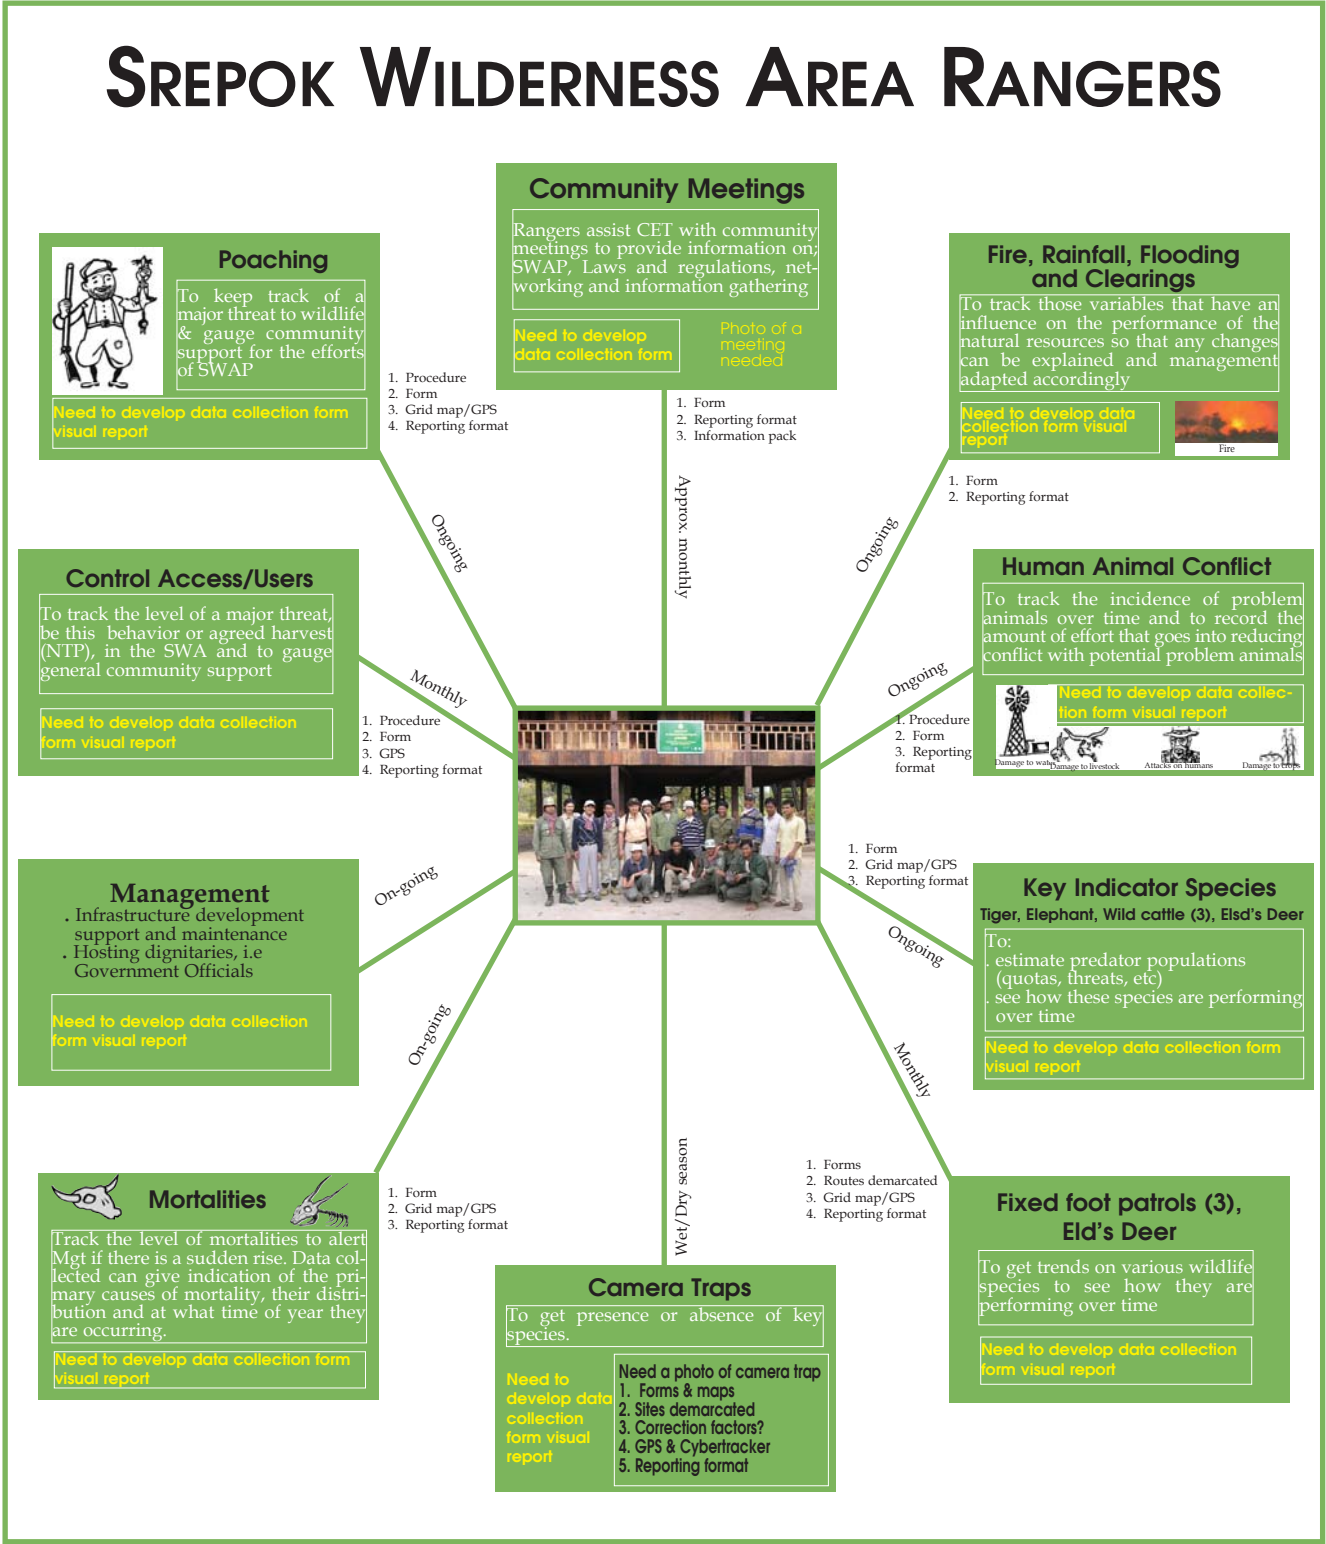 SREPOK WILDERNESS AREA RANGERS
Community Meetings
Rangers assist CET with community
meetings to provide information on;
SWAP, Laws and regulations, net-
working and information gathering
Need to develop
data collection form
Photo of a
meeting
needed
1. Form
2. Reporting format
3. Information pack
Approx. monthly
Poaching
To keep track of a
major threat to wildlife
& gauge community
support for the efforts
of SWAP
Need to develop data collection form
visual report
1. Procedure
2. Form
3. Grid map/GPS
4. Reporting format
Ongoing
Fire, Rainfall, Flooding
and Clearings
To track those variables that have an
influence on the performance of the
natural resources so that any changes
can be explained and management
adapted accordingly
Need to develop data
collection form visual
report
Fire
1. Form
2. Reporting format
Ongoing
Control Access/Users
To track the level of a major threat,
be this behavior or agreed harvest
(NTP), in the SWA and to gauge
general community support
Need to develop data collection
form visual report
Monthly
1. Procedure
2. Form
3. GPS
4. Reporting format
Human Animal Conflict
To track the incidence of problem
animals over time and to record the
amount of effort that goes into reducing
conflict with potential problem animals
Need to develop data collec-
tion form visual report
Damage to water
Damage to livestock
Attacks on humans
Damage to crops
Ongoing
1. Procedure
2. Form
3. Reporting
format
Management
. Infrastructure development
support and maintenance
. Hosting dignitaries, i.e
Government Officials
Need to develop data collection
form visual report
On-going
Key Indicator Species
Tiger, Elephant, Wild cattle (3), Elsd's Deer
To:
. estimate predator populations
(quotas, threats, etc)
. see how these species are performing
over time
Need to develop data collection form
visual report
1. Form
2. Grid map/GPS
3. Reporting format
Ongoing
Mortalities
Track the level of mortalities to alert
Mgt if there is a sudden rise. Data col-
lected can give indication of the pri-
mary causes of mortality, their distri-
bution and at what time of year they
are occurring.
Need to develop data collection form
visual report
On-going
1. Form
2. Grid map/GPS
3. Reporting format
Wet/Dry season
Camera Traps
To get presence or absence of key
species.
Need to
develop data
collection
form visual
report
Need a photo of camera trap
1. Forms & maps
2. Sites demarcated
3. Correction factors?
4. GPS & Cybertracker
5. Reporting format
Monthly
1. Forms
2. Routes demarcated
3. Grid map/GPS
4. Reporting format
Fixed foot patrols (3),
Eld's Deer
To get trends on various wildlife
species to see how they are
performing over time
Need to develop data collection
form visual report